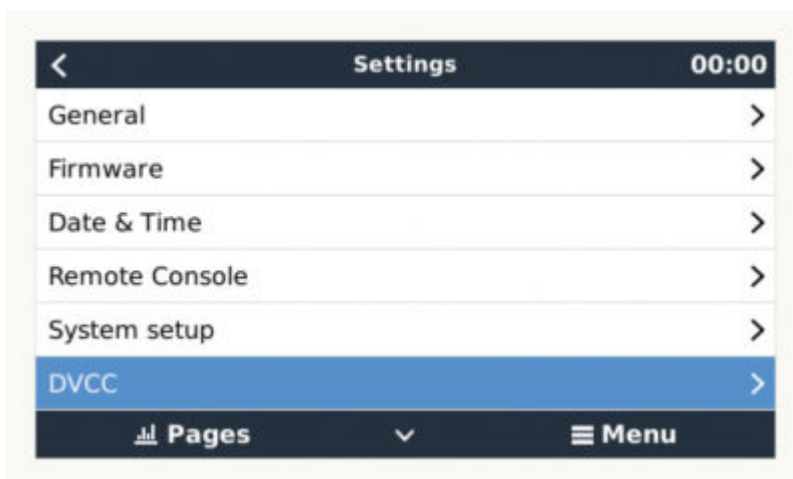 Settings 00:00
General
Firmware
Date & Time
Remote Console
System setup
DVCC
Pages Menu